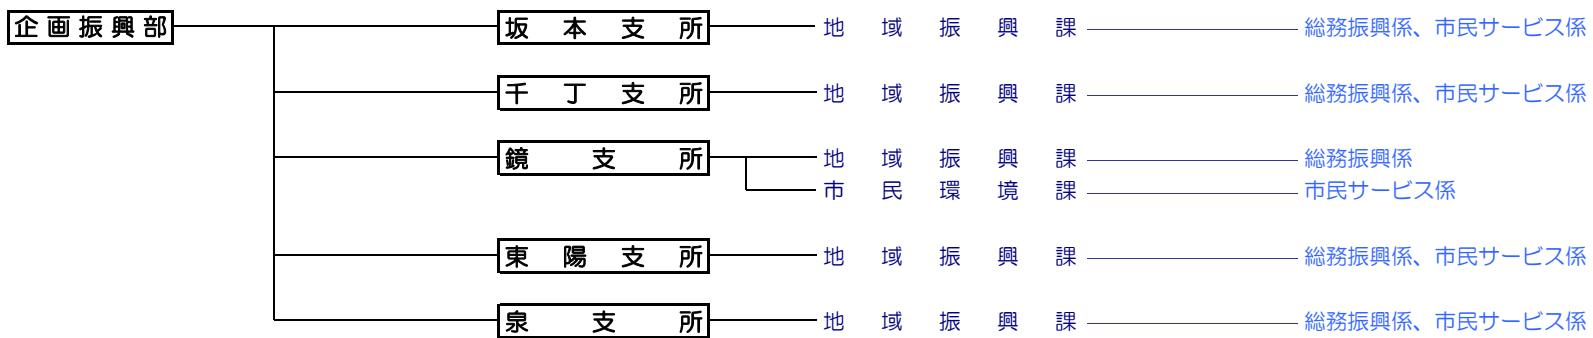 企画振興部 坂本支所 地域振興課 総務振興係、市民サービス係
千丁支所 地域振興課 総務振興係、市民サービス係
鏡支所 地域振興課 総務振興係
市民環境課 市民サービス係
東陽支所 地域振興課 総務振興係、市民サービス係
泉支所 地域振興課 総務振興係、市民サービス係